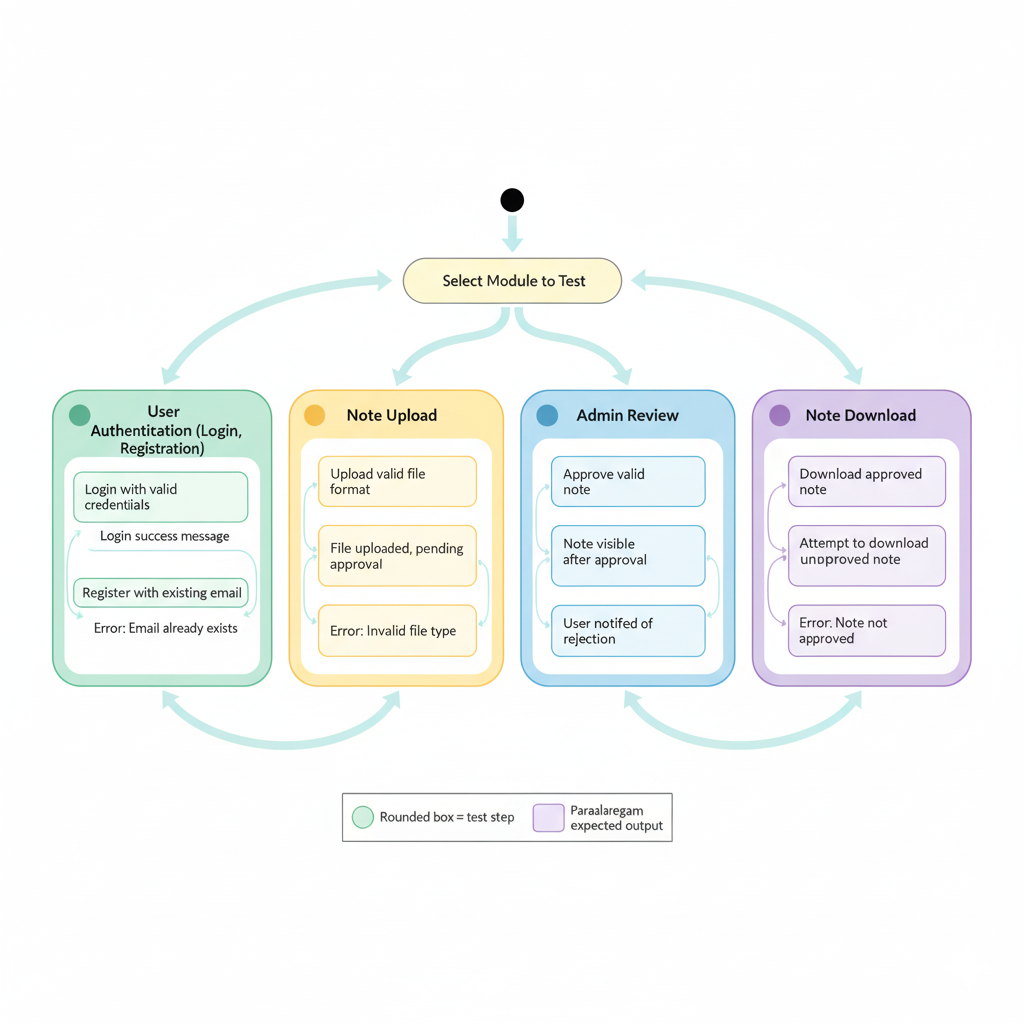 Select Module to Test
User
Authentication (Login,
Registration)
Login with valid
credentiials
Login success message
Register with existing email
Error: Email already exists
Note Upload
Upload valid file
format
File uploaded, pending
approval
Error: Invalid file type
Admin Review
Approve valid
note
Note visible
after approval
User notifed of
rejection
Note Download
Download approved
note
Attempt to download
unopproved note
Error: Note not
approved
Rounded box = test step
Paraalaregam
expected output